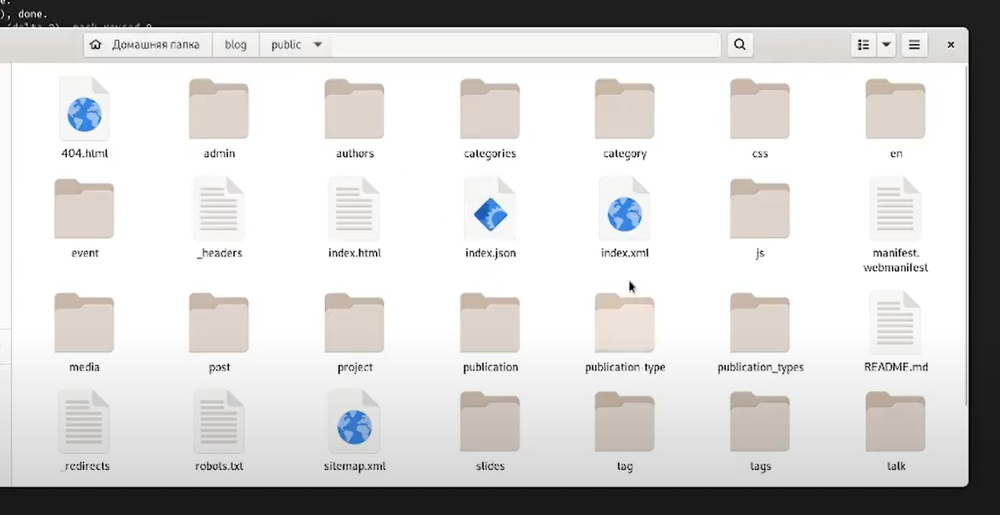 ), done.
Домашняя папка blog public
404.html admin authors categories category css en
event _headers index.html index.json index.xml js manifest.
webmanifest
media post project publication publication-type publication_types README.md
_redirects robots.txt sitemap.xml slides tag tags talk